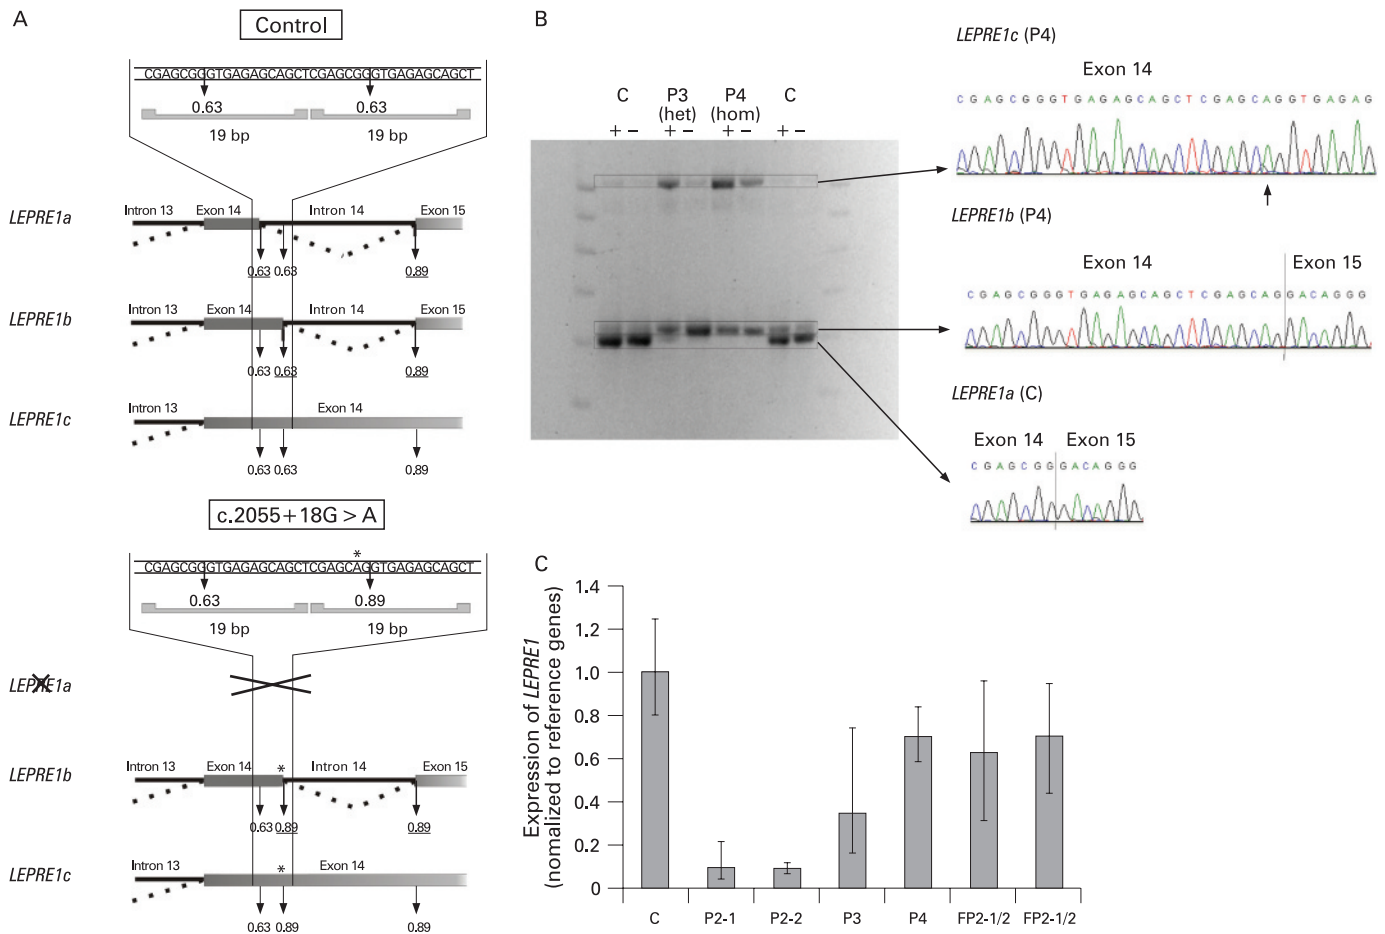 A
Control
CGAGCGGGTGAGAGCAGCTCGAGCGGGTGAGAGCAGCT
0.63 0.63
19 bp 19 bp
LEPRE1a
Intron 13 Exon 14 Intron 14 Exon 15
0.63 0.63 0.89
LEPRE1b
Intron 13 Exon 14 Intron 14 Exon 15
0.63 0.63 0.89
LEPRE1c
Intron 13 Exon 14
0.63 0.63 0.89
c.2055+18G > A
*
CGAGCGGGTGAGAGCAGCTCGAGCAGGTGAGAGCAGCT
0.63 0.89
19 bp 19 bp
LEPRE1a
LEPRE1b
Intron 13 Exon 14 * Intron 14 Exon 15
0.63 0.89 0.89
LEPRE1c
Intron 13 * Exon 14
0.63 0.89 0.89
B
C P3 P4 C
(het) (hom)
+ − + − + − + −
LEPRE1c (P4)
Exon 14
C G A G C G G G T G A G A G C A G C T C G A G C A G G T G A G A G
LEPRE1b (P4)
Exon 14 Exon 15
C G A G C G G G T G A G A G C A G C T C G A G C A G G A C A G G G
LEPRE1a (C)
Exon 14 Exon 15
C G A G C G G G A C A G G G
C
Expression of LEPRE1
(nomalized to reference genes)
1.4
1.2
1.0
0.8
0.6
0.4
0.2
0
C P2-1 P2-2 P3 P4 FP2-1/2 FP2-1/2